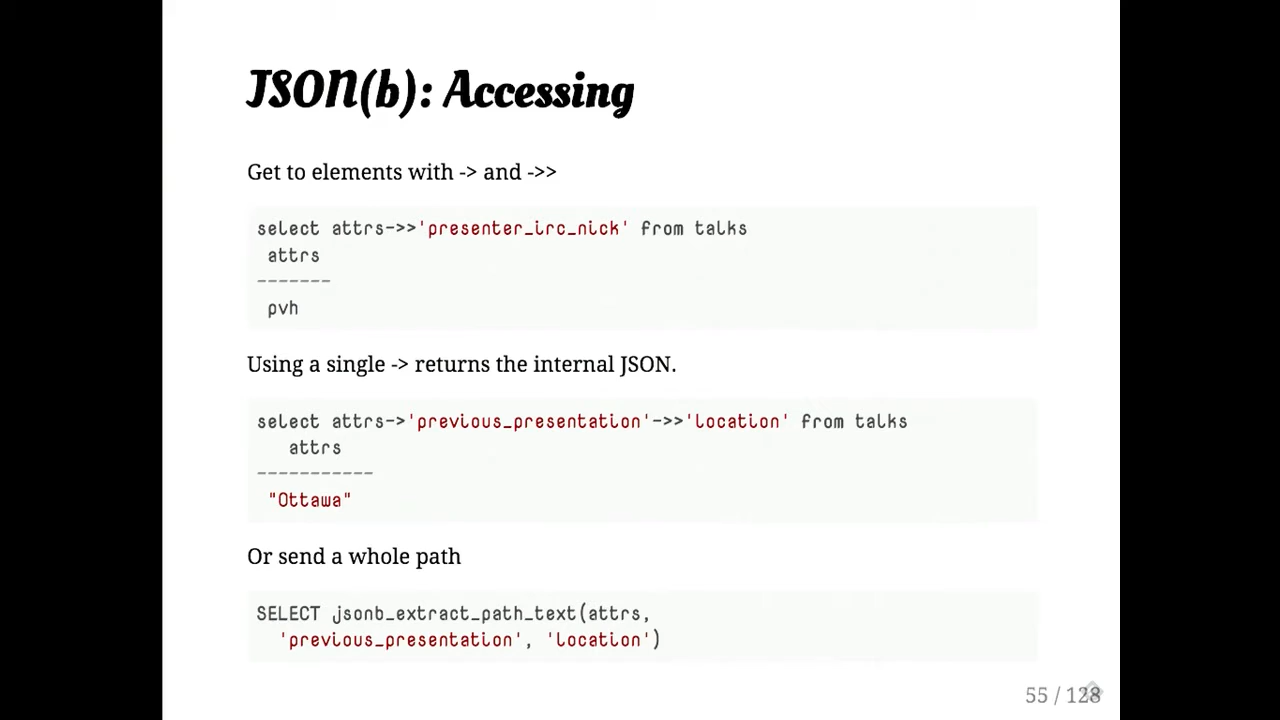 JSON(b): Accessing
Get to elements with -> and ->>
select attrs->>'presenter_irc_nick' from talks
attrs
-------
pvh
Using a single -> returns the internal JSON.
select attrs->'previous_presentation'->>'location' from talks
attrs
-----------
"Ottawa"
Or send a whole path
SELECT jsonb_extract_path_text(attrs,
'previous_presentation', 'location')
55 / 128